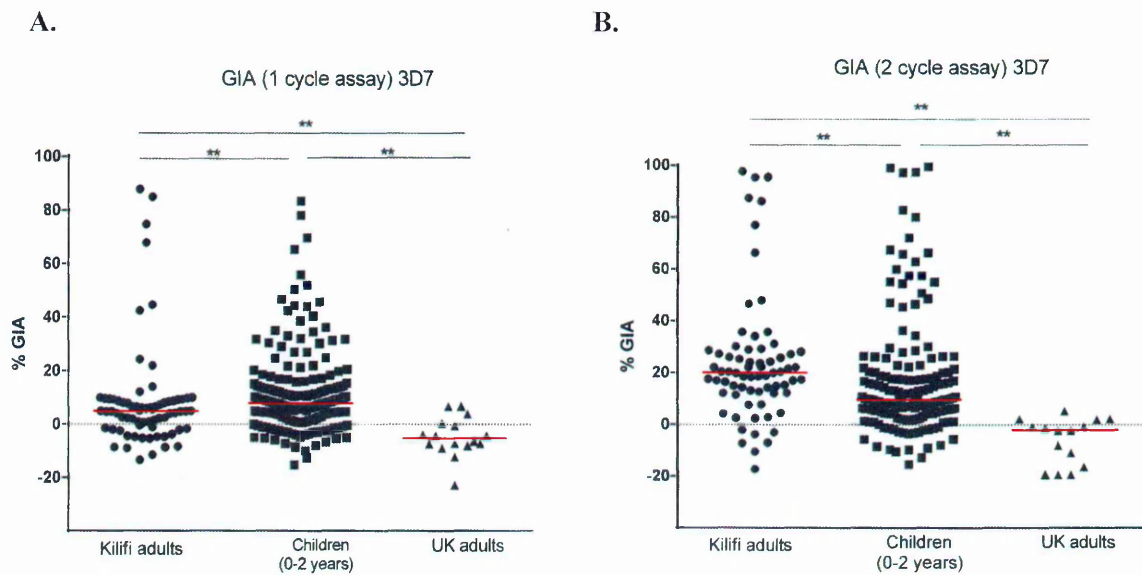 A.
GIA (1 cycle assay) 3D7
**
** **
100
80
60
40
20
0
-20
% GIA
Kilifi adults
Children
(0-2 years)
UK adults
B.
GIA (2 cycle assay) 3D7
**
** **
100
80
60
40
20
0
-20
% GIA
Kilifi adults
Children
(0-2 years)
UK adults